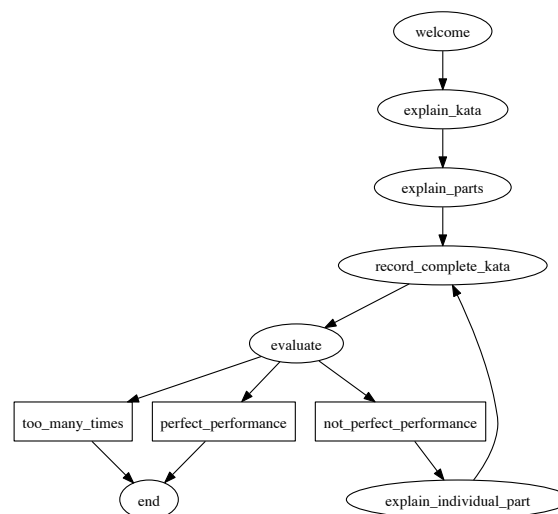 welcome
explain_kata
explain_parts
record_complete_kata
evaluate
too_many_times
perfect_performance
not_perfect_performance
end
explain_individual_part